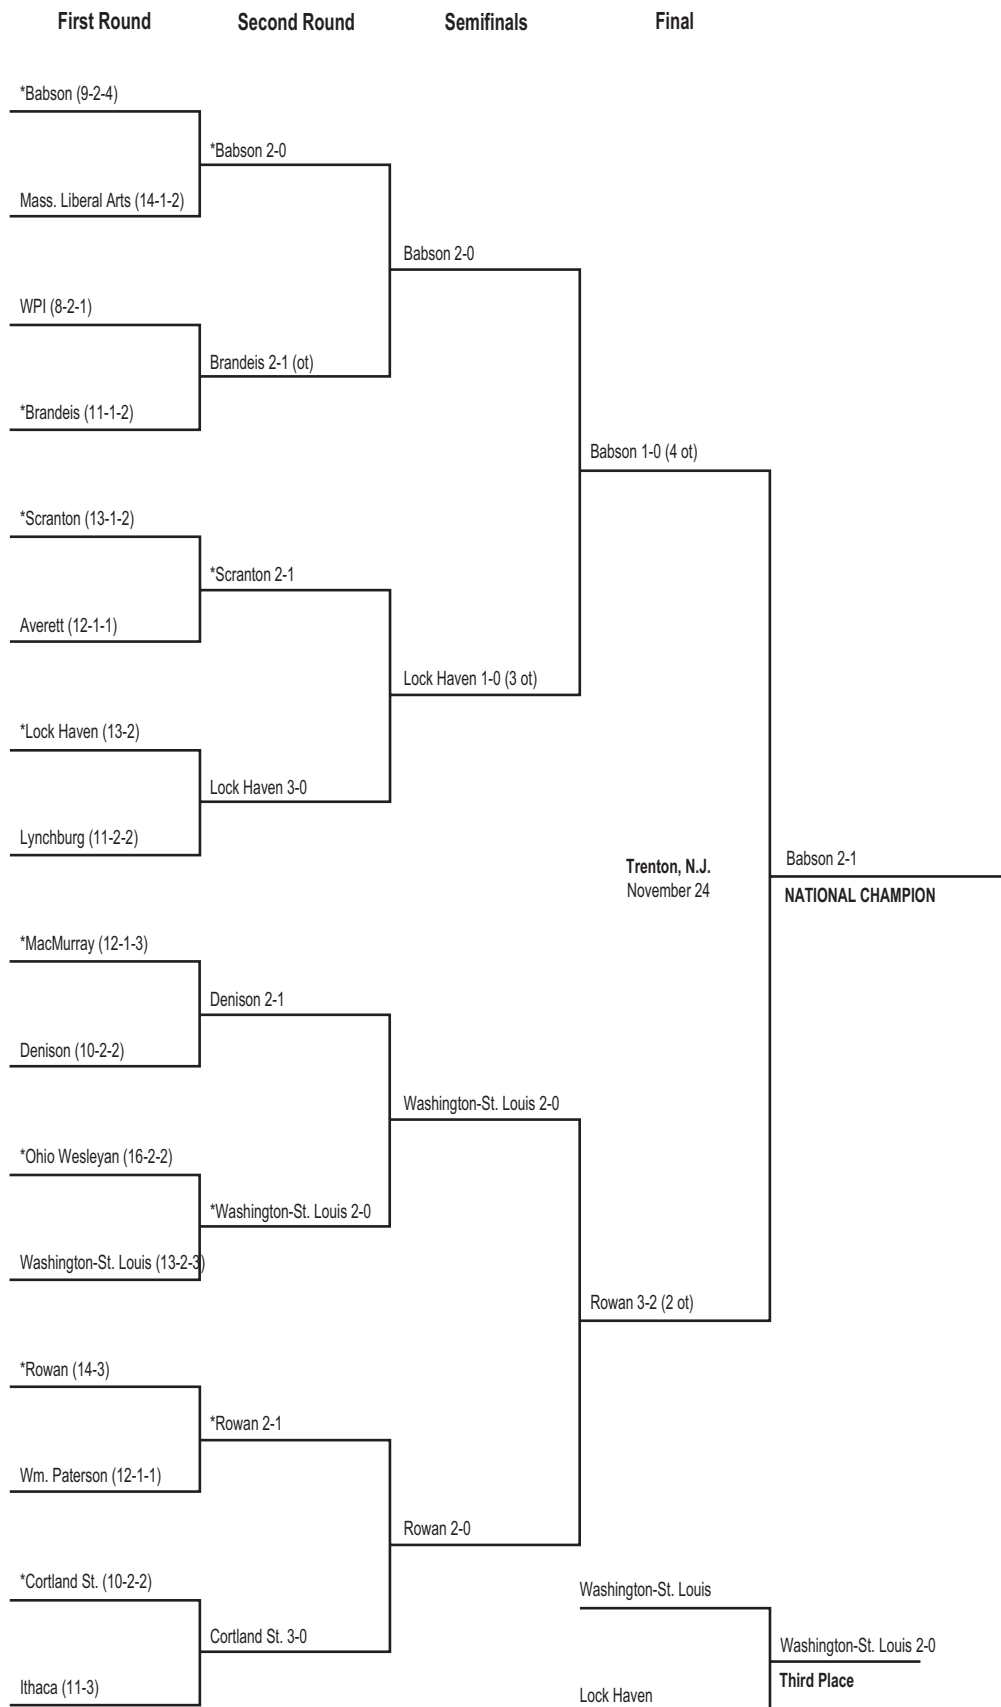 First Round
Second Round
Semifinals
Final
*Babson (9-2-4)
*Babson 2-0
Mass. Liberal Arts (14-1-2)
Babson 2-0
WPI (8-2-1)
Brandeis 2-1 (ot)
*Brandeis (11-1-2)
Babson 1-0 (4 ot)
*Scranton (13-1-2)
*Scranton 2-1
Averett (12-1-1)
Lock Haven 1-0 (3 ot)
*Lock Haven (13-2)
Lock Haven 3-0
Lynchburg (11-2-2)
Trenton, N.J.
November 24
Babson 2-1
NATIONAL CHAMPION
*MacMurray (12-1-3)
Denison 2-1
Denison (10-2-2)
Washington-St. Louis 2-0
*Ohio Wesleyan (16-2-2)
*Washington-St. Louis 2-0
Washington-St. Louis (13-2-3)
Rowan 3-2 (2 ot)
*Rowan (14-3)
*Rowan 2-1
Wm. Paterson (12-1-1)
Rowan 2-0
*Cortland St. (10-2-2)
Cortland St. 3-0
Ithaca (11-3)
Washington-St. Louis
Washington-St. Louis 2-0
Third Place
Lock Haven